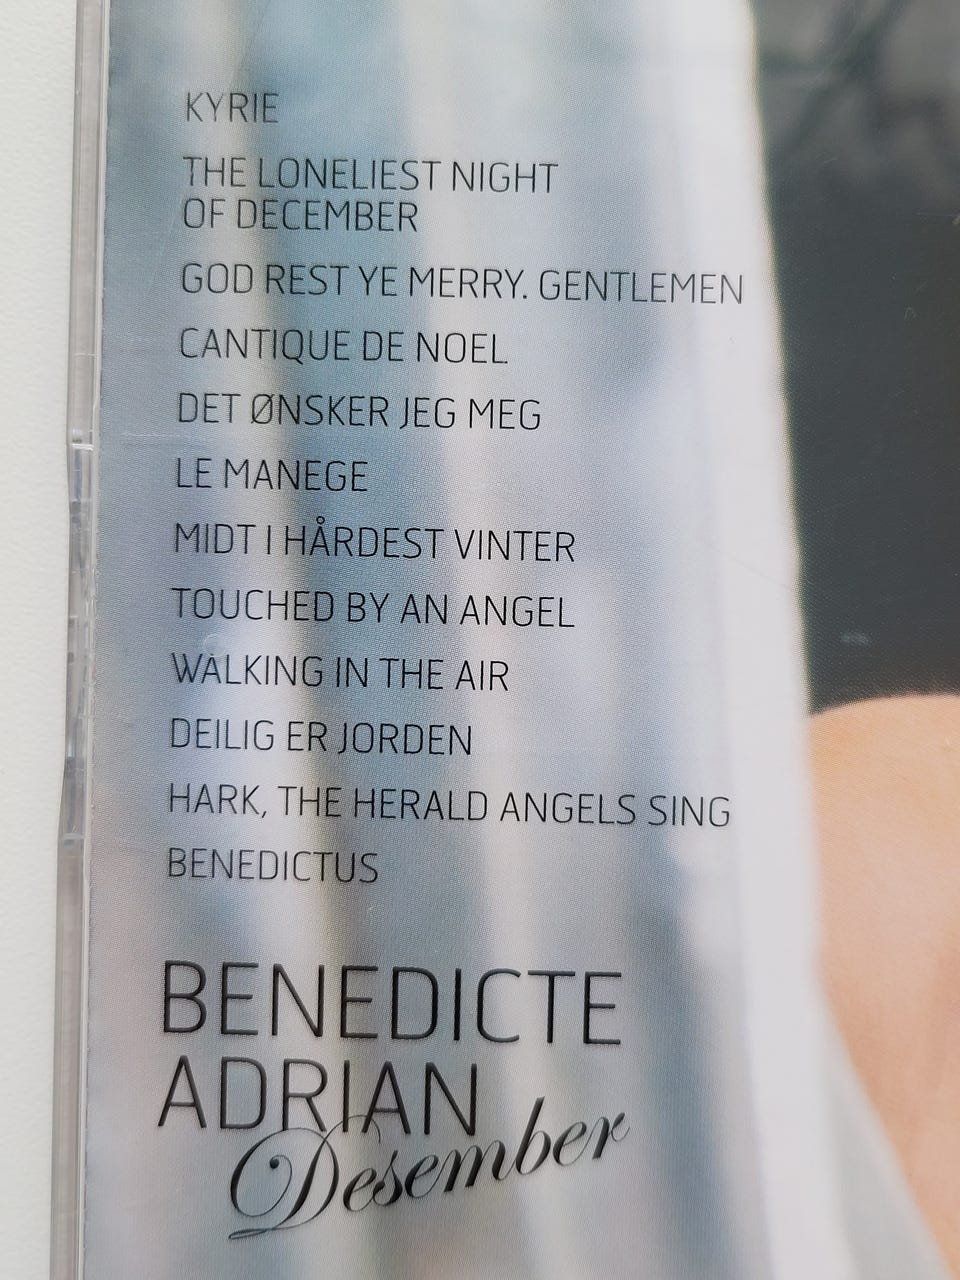 KYRIE
THE LONELIEST NIGHT
OF DECEMBER
GOD REST YE MERRY. GENTLEMEN
CANTIQUE DE NOEL
DET ØNSKER JEG MEG
LE MANEGE
MIDT I HÅRDEST VINTER
TOUCHED BY AN ANGEL
WALKING IN THE AIR
DEILIG ER JORDEN
HARK, THE HERALD ANGELS SING
BENEDICTUS
BENEDICTE
ADRIAN
Desember